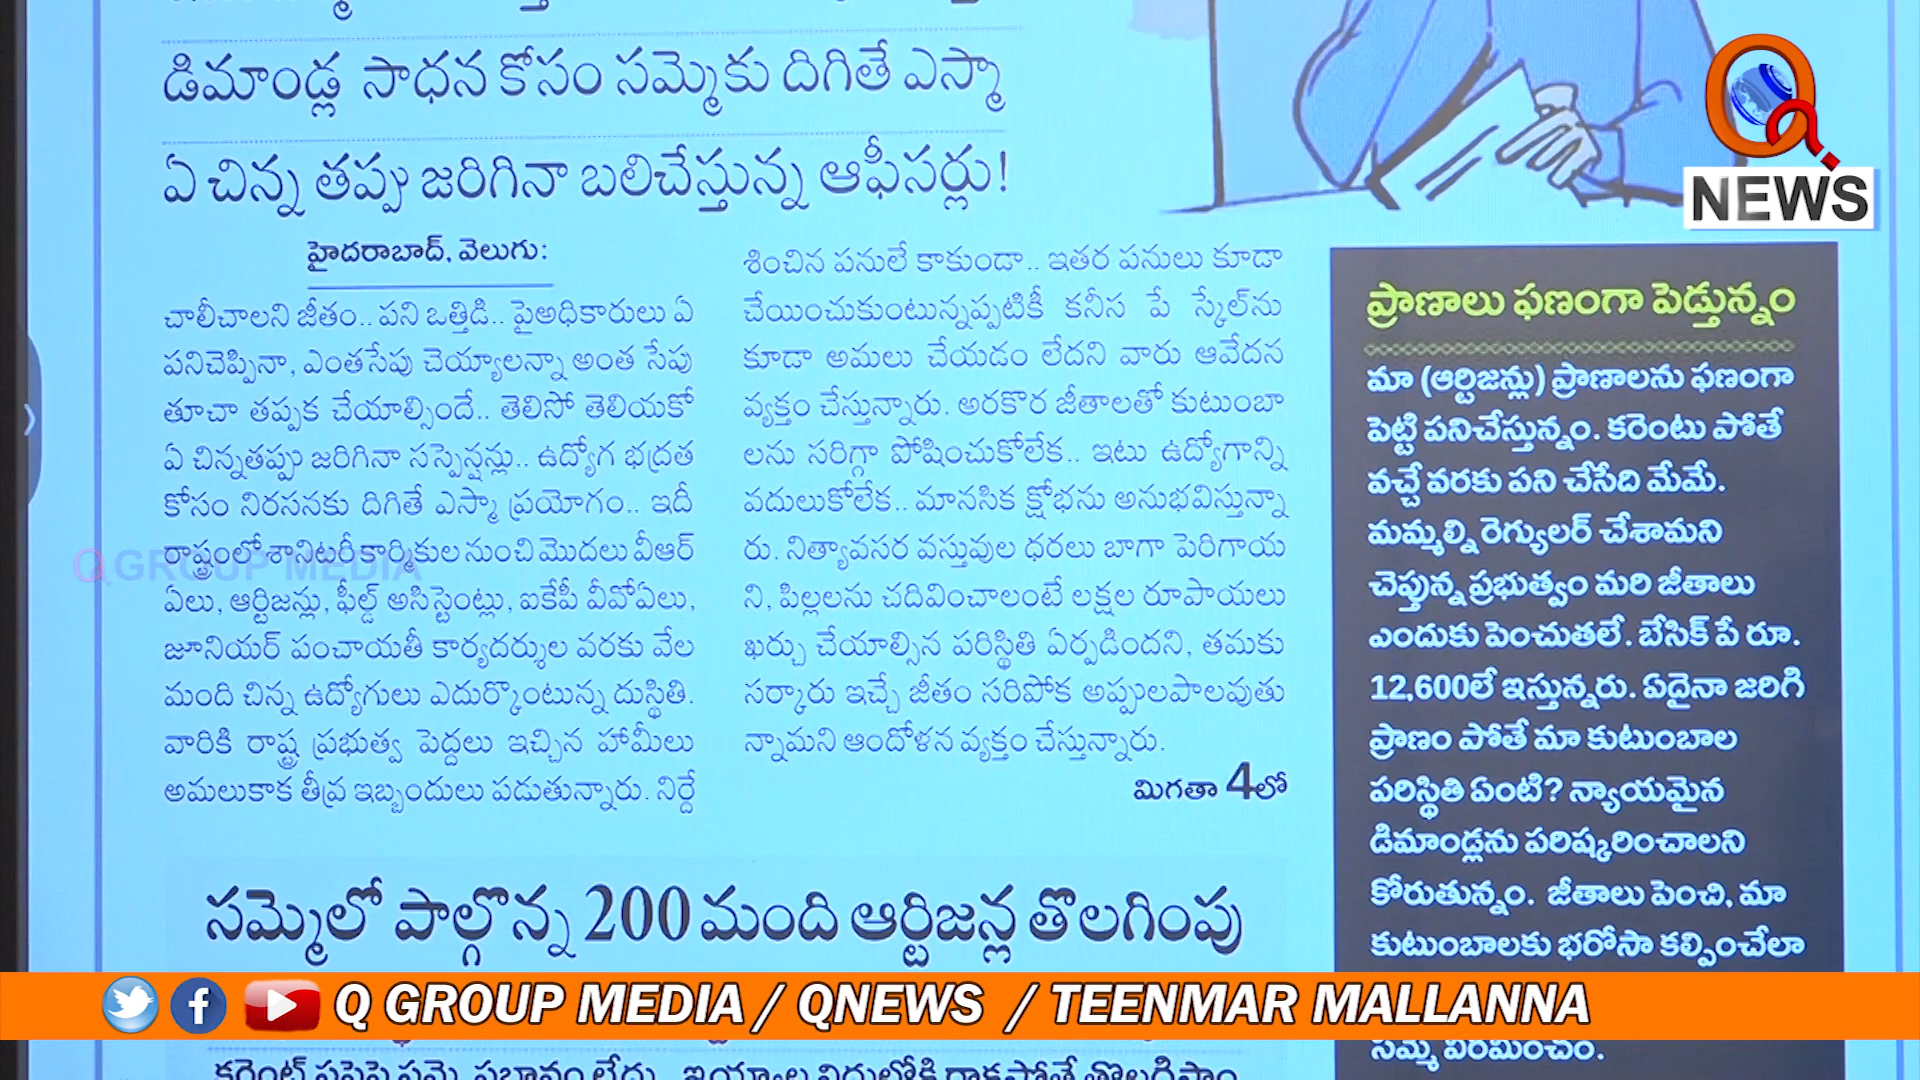 డిమాండ్ల సాధన కోసం సమ్మెకు దిగితే ఎస్మా
ఏ చిన్న తప్పు జరిగినా బలిచేస్తున్న ఆఫీసర్లు!
హైదరాబాద్, వెలుగు:
చాలీచాలని జీతం.. పని ఒత్తిడి.. పైఅధికారులు ఏ
పనిచెప్పినా, ఎంతసేపు చెయ్యాలన్నా అంత సేపు
తూచా తప్పక చేయాల్సిందే.. తెలిసో తెలియకో
ఏ చిన్నతప్పు జరిగినా సస్పెన్షన్లు.. ఉద్యోగ భద్రత
కోసం నిరసనకు దిగితే ఎస్మా ప్రయోగం.. ఇదీ
రాష్ట్రంలో శానిటరీ కార్మికుల నుంచి మొదలు వీఆర్
ఏలు, ఆర్టిజన్లు, ఫీల్డ్ అసిస్టెంట్లు, ఐకేపీ వీవోఏలు,
జూనియర్ పంచాయతీ కార్యదర్శుల వరకు వేల
మంది చిన్న ఉద్యోగులు ఎదుర్కొంటున్న దుస్థితి.
వారికి రాష్ట్ర ప్రభుత్వ పెద్దలు ఇచ్చిన హామీలు
అమలుకాక తీవ్ర ఇబ్బందులు పడుతున్నారు. నిర్దే
శించిన పనులే కాకుండా.. ఇతర పనులు కూడా
చేయించుకుంటున్నప్పటికీ కనీస పే స్కేల్‌ను
కూడా అమలు చేయడం లేదని వారు ఆవేదన
వ్యక్తం చేస్తున్నారు. అరకొర జీతాలతో కుటుంబా
లను సరిగ్గా పోషించుకోలేక.. ఇటు ఉద్యోగాన్ని
వదులుకోలేక.. మానసిక క్షోభను అనుభవిస్తున్నా
రు. నిత్యావసర వస్తువుల ధరలు బాగా పెరిగాయ
ని, పిల్లలను చదివించాలంటే లక్షల రూపాయలు
ఖర్చు చేయాల్సిన పరిస్థితి ఏర్పడిందని, తమకు
సర్కారు ఇచ్చే జీతం సరిపోక అప్పులపాలవుతు
న్నామని ఆందోళన వ్యక్తం చేస్తున్నారు.
మిగతా 4లో
ప్రాణాలు ఫణంగా పెడ్తున్నం
మా (ఆర్టిజన్లు) ప్రాణాలను ఫణంగా
పెట్టి పనిచేస్తున్నం. కరెంటు పోతే
వచ్చే వరకు పని చేసేది మేమే.
మమ్మల్ని రెగ్యులర్ చేశామని
చెప్తున్న ప్రభుత్వం మరి జీతాలు
ఎందుకు పెంచుతలే. బేసిక్ పే రూ.
12,600లే ఇస్తున్నరు. ఏదైనా జరిగి
ప్రాణం పోతే మా కుటుంబాల
పరిస్థితి ఏంటి? న్యాయమైన
డిమాండ్లను పరిష్కరించాలని
కోరుతున్నం. జీతాలు పెంచి, మా
కుటుంబాలకు భరోసా కల్పించేలా
సమ్మెలో పాల్గొన్న 200 మంది ఆర్టిజన్ల తొలగింపు
Q NEWS
Q GROUP MEDIA
Q GROUP MEDIA / QNEWS / TEENMAR MALLANNA